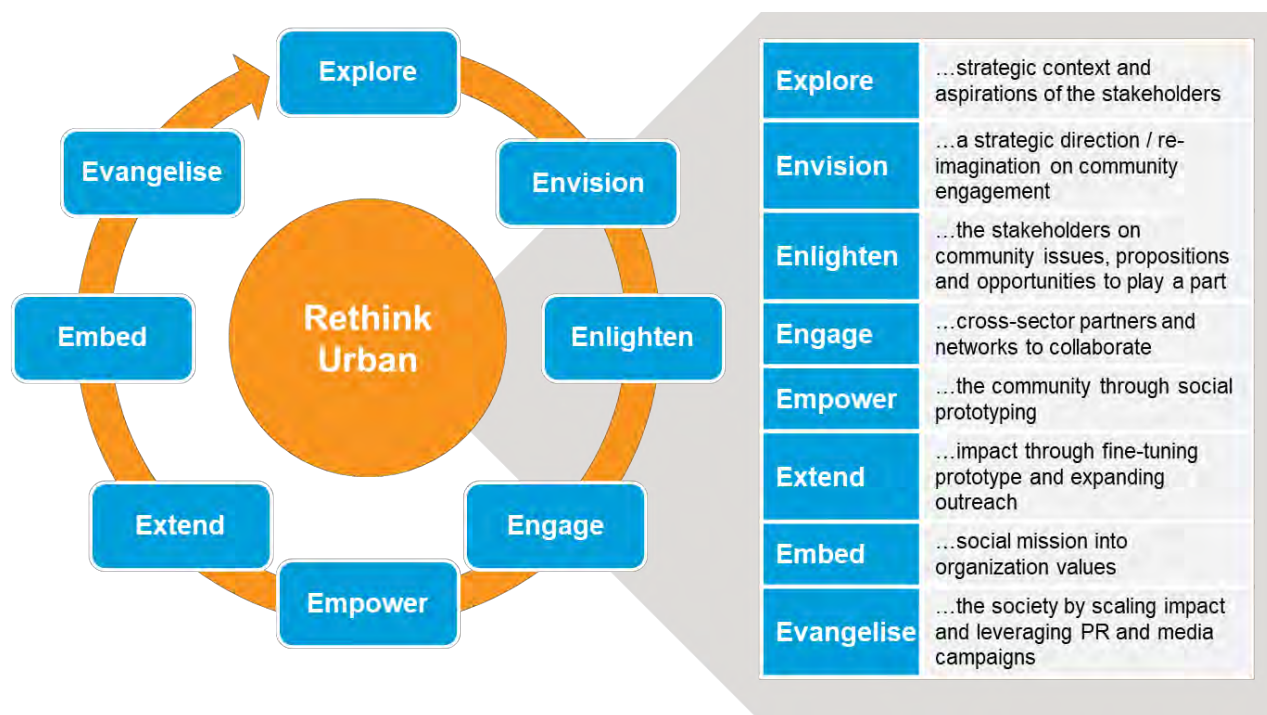 Explore
Envision
Enlighten
Engage
Empower
Extend
Embed
Evangelise
Rethink
Urban
Explore
…strategic context and
aspirations of the stakeholders
Envision
…a strategic direction / re-
imagination on community
engagement
Enlighten
…the stakeholders on
community issues, propositions
and opportunities to play a part
Engage
…cross-sector partners and
networks to collaborate
Empower
…the community through social
prototyping
Extend
…impact through fine-tuning
prototype and expanding
outreach
Embed
…social mission into
organization values
Evangelise
…the society by scaling impact
and leveraging PR and media
campaigns